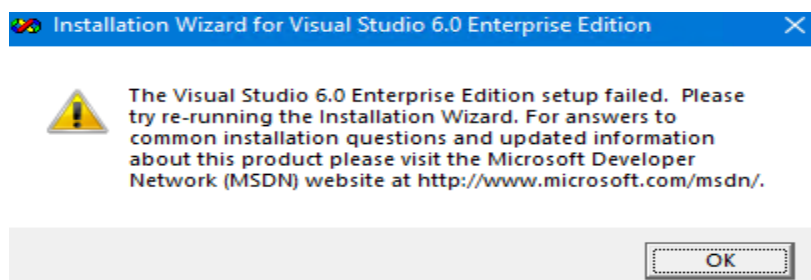 Installation Wizard for Visual Studio 6.0 Enterprise Edition
The Visual Studio 6.0 Enterprise Edition setup failed.  Please
try re-running the Installation Wizard. For answers to
common installation questions and updated information
about this product please visit the Microsoft Developer
Network (MSDN) website at http://www.microsoft.com/msdn/.
OK